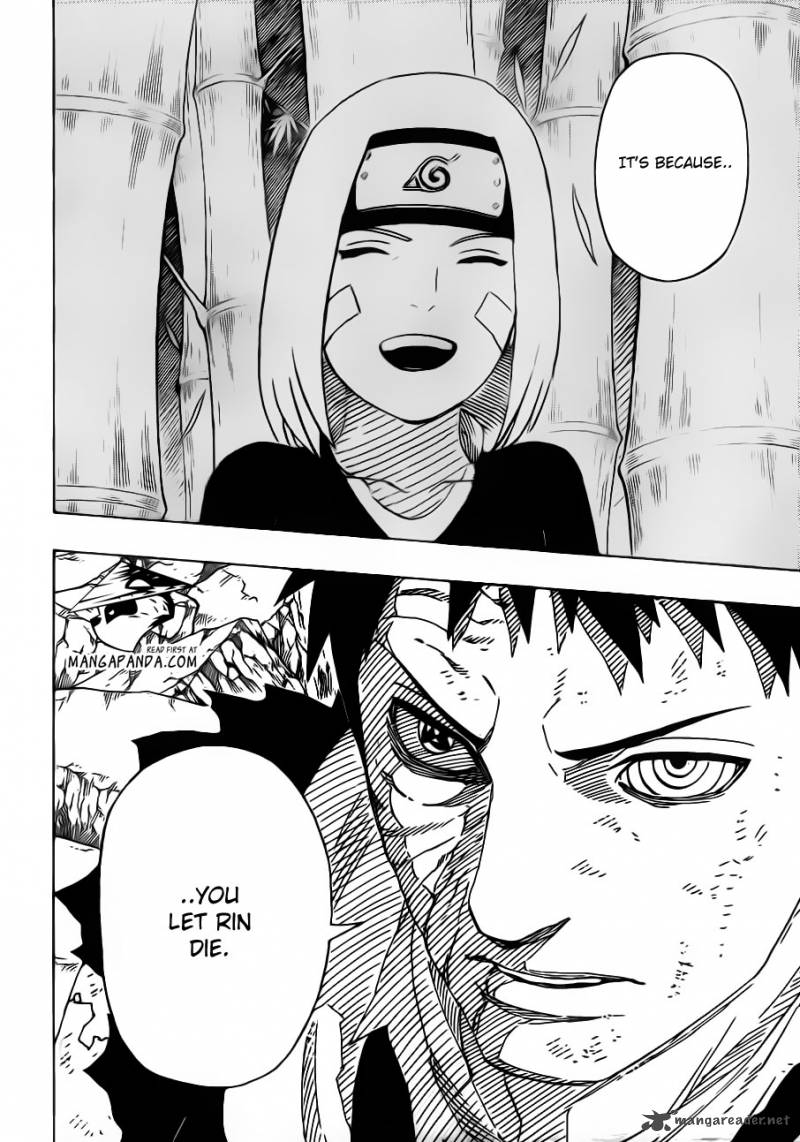 IT'S BECAUSE..
READ FIRST AT
MANGAPANDA.COM
..YOU
LET RIN
DIE.
mangareader.net